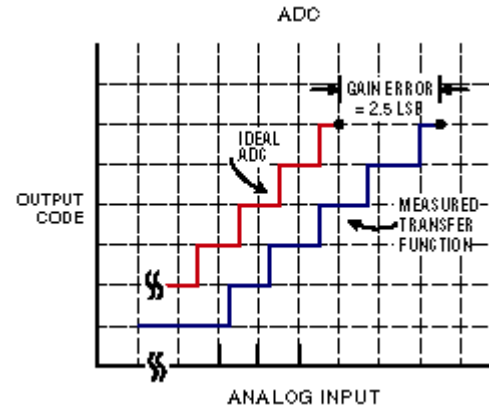 ADC
GAIN ERROR
= 2.5 LSB
IDEAL
ADC
OUTPUT
CODE
MEASURED
TRANSFER
FUNCTION
ANALOG INPUT